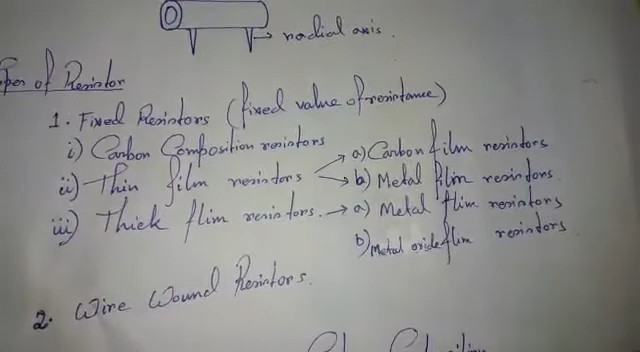 → radial axis.
Types of Resistor
1. Fixed Resistors (fixed value of resistance)
i) Carbon Composition resistors
ii) Thin film resistors → a) Carbon film resistors
→ b) Metal film resistors.
iii) Thick flim resistors. → a) Metal flim resistors
b) Metal oxide flim resistors
2. Wire Wound Resistors.